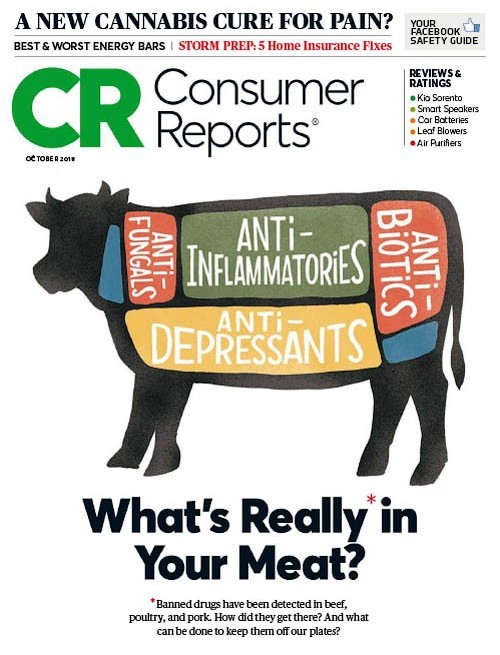 A NEW CANNABIS CURE FOR PAIN?
BEST & WORST ENERGY BARS | STORM PREP: 5 Home Insurance Fixes
YOUR
FACEBOOK
SAFETY GUIDE
CR Consumer
Reports®
OCTOBER 2018
REVIEWS &
RATINGS
• Kia Sorento
• Smart Speakers
• Car Batteries
• Leaf Blowers
• Air Purifiers
ANTi-
FUNGALS
ANTi-
INFLAMMATORiES
ANTi-
BiOTiCS
ANTi-
DEPRESSANTS
What's Really* in
Your Meat?
*Banned drugs have been detected in beef,
poultry, and pork. How did they get there? And what
can be done to keep them off our plates?